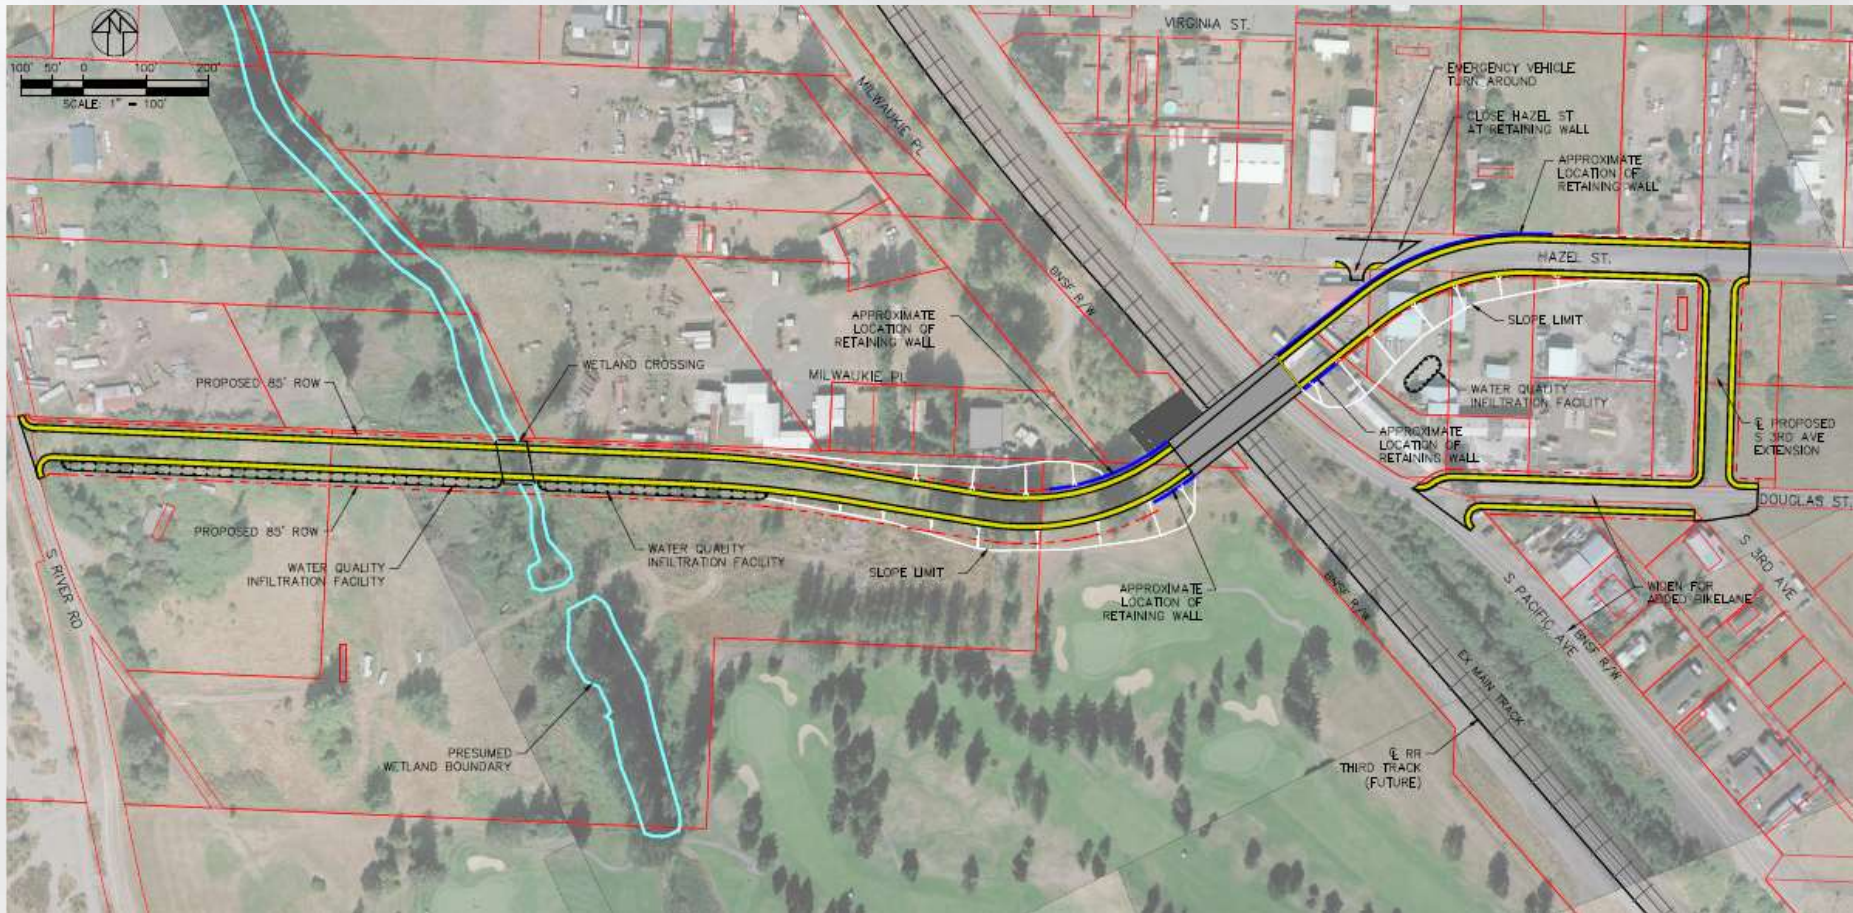 N
VIRGINIA ST.
100' 50' 0 100' 200'
SCALE: 1" = 100'
MILWAUKIE PL
EMERGENCY VEHICLE
TURN AROUND
CLOSE HAZEL ST
AT RETAINING WALL
APPROXIMATE
LOCATION OF
RETAINING WALL
HAZEL ST.
BNSF R/W
APPROXIMATE
LOCATION OF
RETAINING WALL
SLOPE LIMIT
WETLAND CROSSING
MILWAUKIE PL
PROPOSED 85' ROW
WATER QUALITY
INFILTRATION FACILITY
APPROXIMATE
LOCATION OF
RETAINING WALL
℄ PROPOSED
S 3RD AVE
EXTENSION
DOUGLAS ST.
PROPOSED 85' ROW
WATER QUALITY
INFILTRATION FACILITY
WATER QUALITY
INFILTRATION FACILITY
SLOPE LIMIT
S RIVER RD
APPROXIMATE
LOCATION OF
RETAINING WALL
BNSF R/W
S PACIFIC AVE
BNSF R/W
WIDEN FOR
ADDED BIKELANE
S 3RD AVE
EX MAIN TRACK
PRESUMED
WETLAND BOUNDARY
℄ RR
THIRD TRACK
(FUTURE)